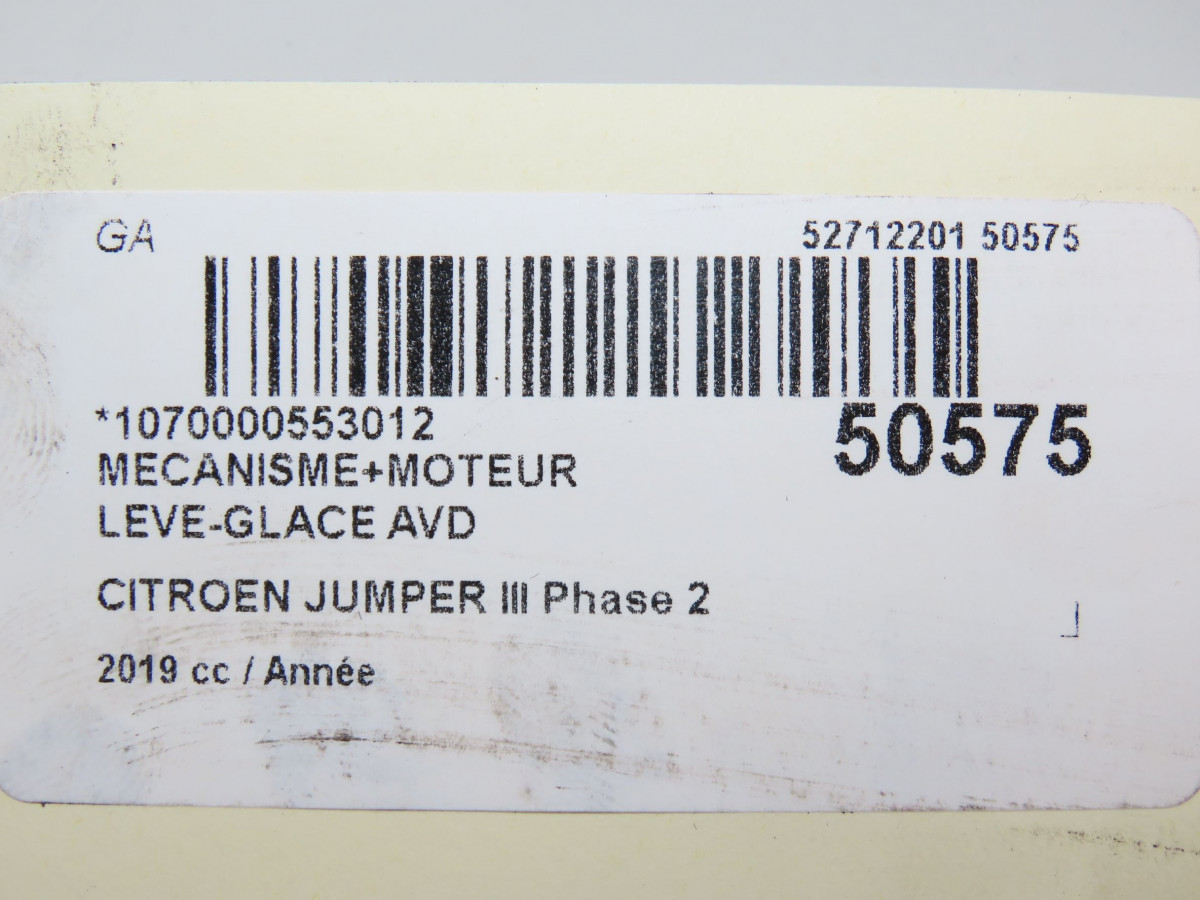 GA
52712201 50575
*1070000553012
50575
MECANISME+MOTEUR
LEVE-GLACE AVD
CITROEN JUMPER III Phase 2
2019 cc / Année